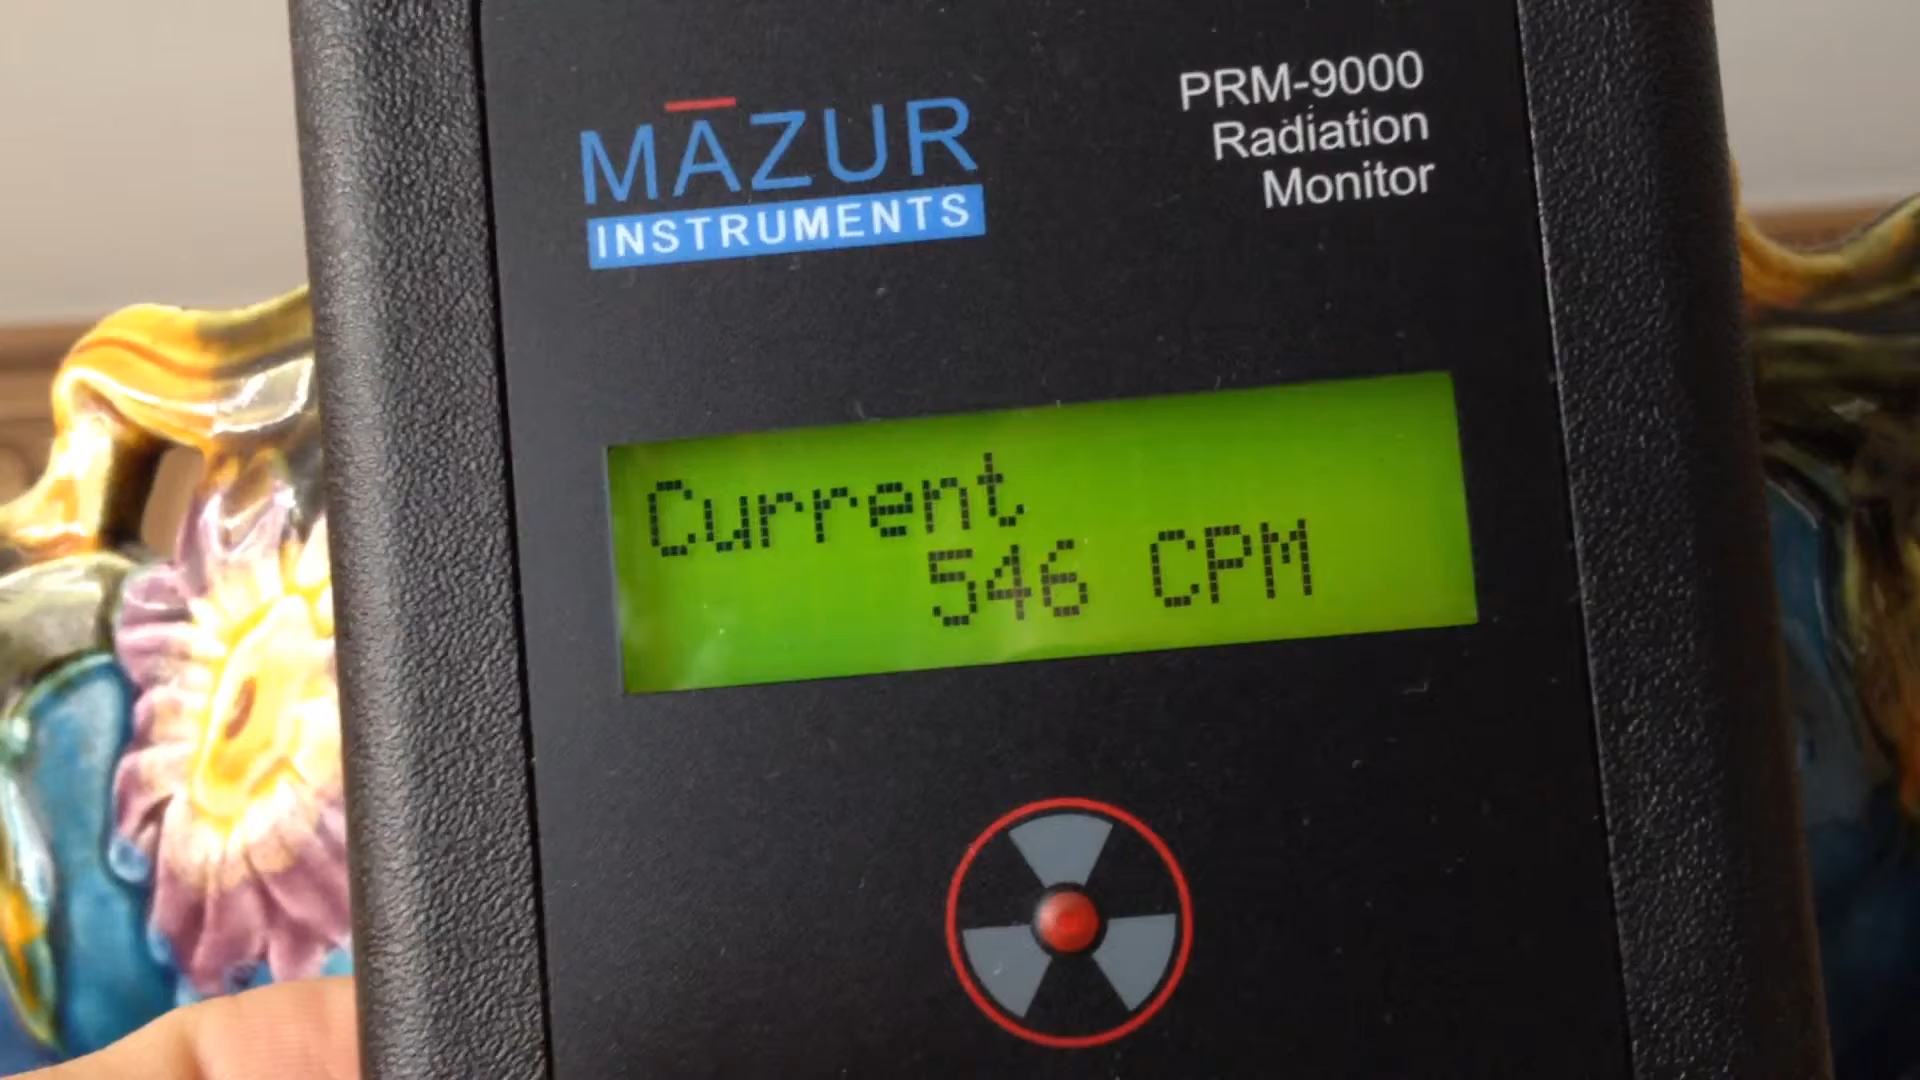 MAZUR
INSTRUMENTS
PRM-9000
Radiation
Monitor
Current
546 CPM